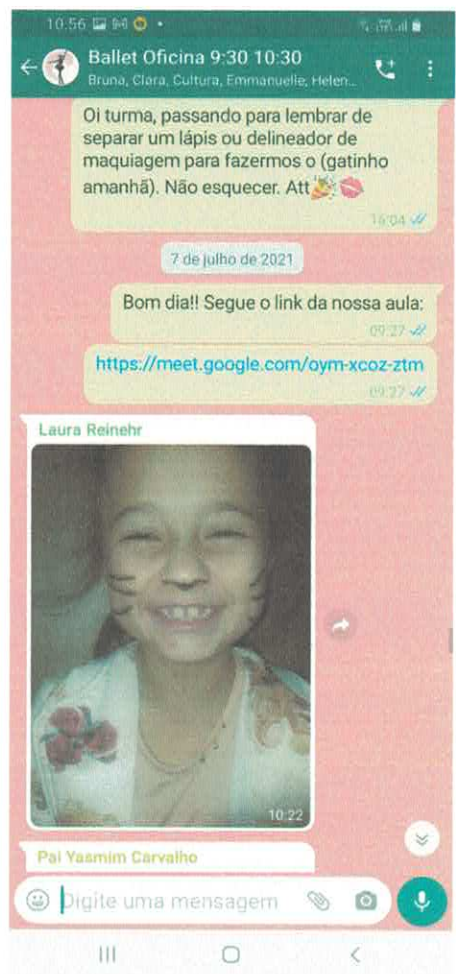 10:56
Ballet Oficina 9:30 10:30
Bruna, Clara, Cultura, Emmanuelle, Helen...
Oi turma, passando para lembrar de
separar um lápis ou delineador de
maquiagem para fazermos o (gatinho
amanhã). Não esquecer. Att
16:04
7 de julho de 2021
Bom dia!! Segue o link da nossa aula:
09:27
https://meet.google.com/oym-xcoz-ztm
09:27
Laura Reinehr
10:22
Pai Yasmim Carvalho
Digite uma mensagem